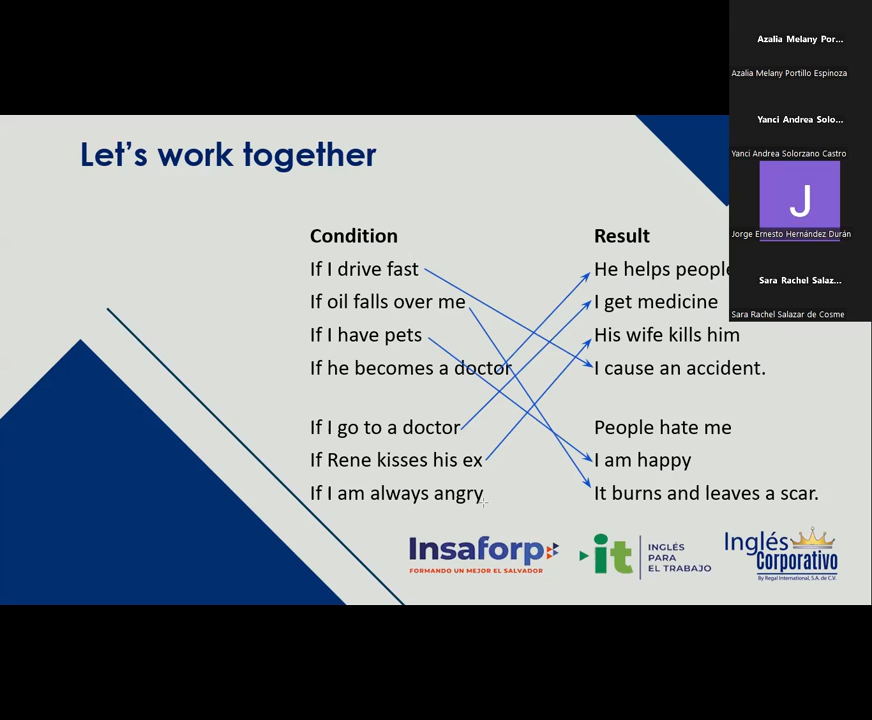 Azalia Melany Por...
Azalia Melany Portillo Espinoza
Yanci Andrea Solo...
Yanci Andrea Solorzano Castro
J
Jorge Ernesto Hernández Durán
Sara Rachel Salaz...
Sara Rachel Salazar de Cosme
Let's work together
Condition Result
If I drive fast He helps people
If oil falls over me I get medicine
If I have pets His wife kills him
If he becomes a doctor I cause an accident.
If I go to a doctor People hate me
If Rene kisses his ex I am happy
If I am always angry It burns and leaves a scar.
Insaforp
FORMANDO UN MEJOR EL SALVADOR
it
INGLÉS
PARA
EL TRABAJO
Inglés
Corporativo
By Regal International, S.A. de C.V.